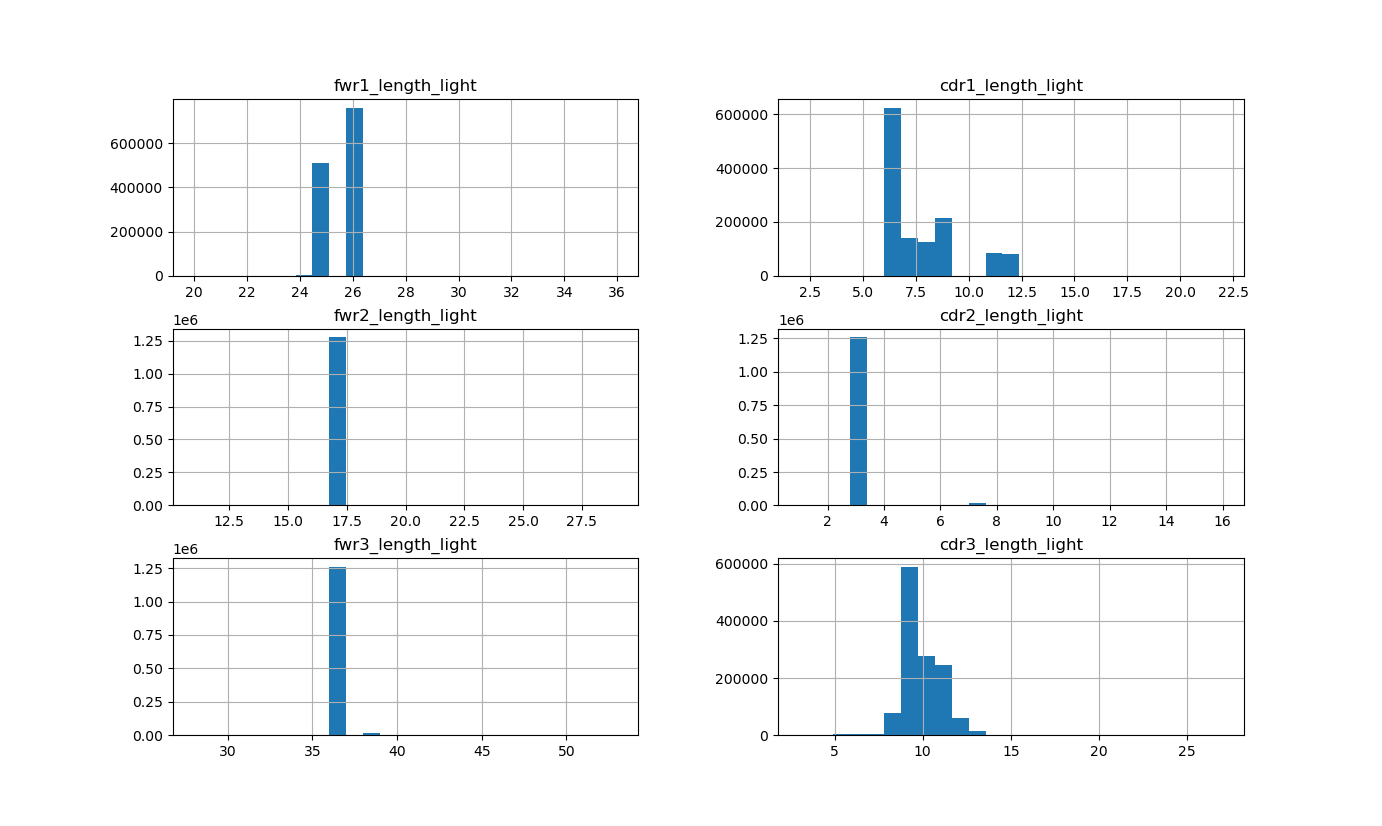 fwr1_length_light
600000
400000
200000
0
20 22 24 26 28 30 32 34 36
cdr1_length_light
600000
400000
200000
0
2.5 5.0 7.5 10.0 12.5 15.0 17.5 20.0 22.5
1e6
fwr2_length_light
1.25
1.00
0.75
0.50
0.25
0.00
12.5 15.0 17.5 20.0 22.5 25.0 27.5
1e6
cdr2_length_light
1.25
1.00
0.75
0.50
0.25
0.00
2 4 6 8 10 12 14 16
1e6
fwr3_length_light
1.25
1.00
0.75
0.50
0.25
0.00
30 35 40 45 50
cdr3_length_light
600000
400000
200000
0
5 10 15 20 25